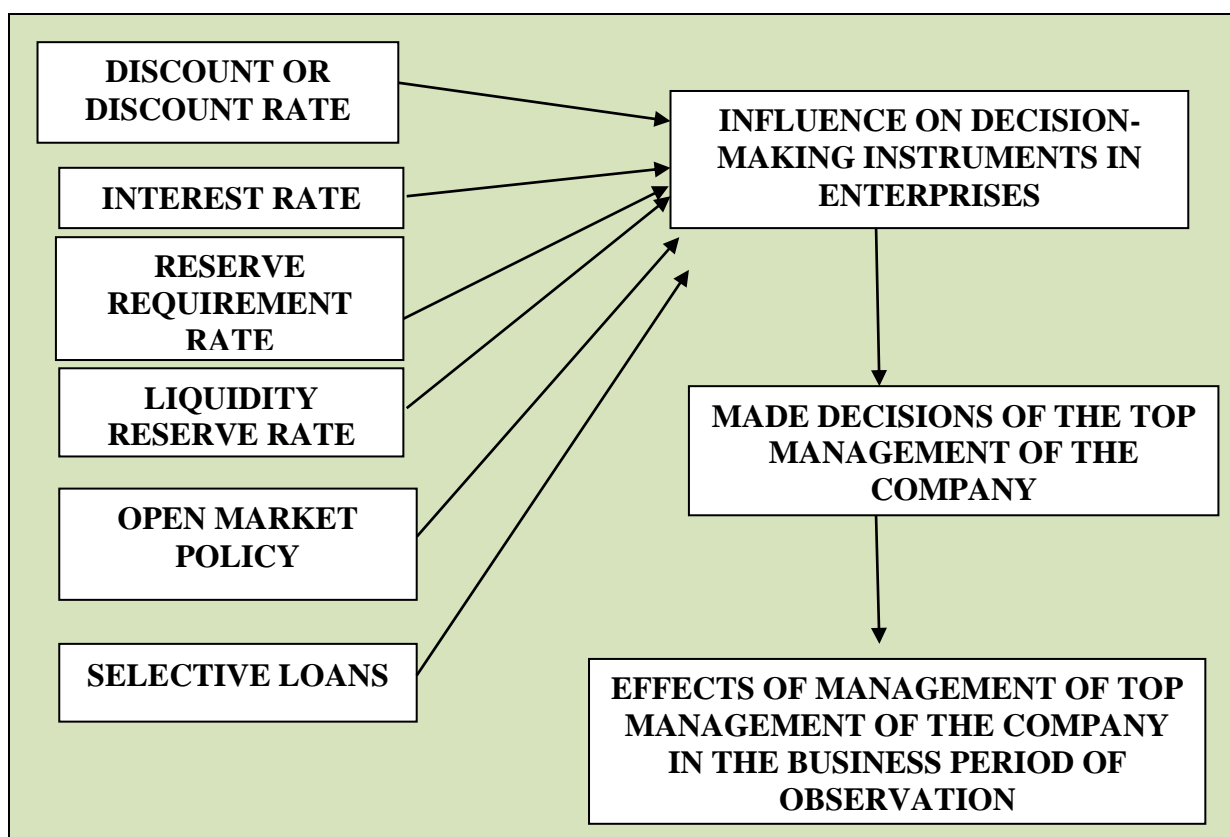 DISCOUNT OR
DISCOUNT RATE
INTEREST RATE
RESERVE
REQUIREMENT
RATE
LIQUIDITY
RESERVE RATE
OPEN MARKET
POLICY
SELECTIVE LOANS
INFLUENCE ON DECISION-
MAKING INSTRUMENTS IN
ENTERPRISES
MADE DECISIONS OF THE TOP
MANAGEMENT OF THE
COMPANY
EFFECTS OF MANAGEMENT OF TOP
MANAGEMENT OF THE COMPANY
IN THE BUSINESS PERIOD OF
OBSERVATION